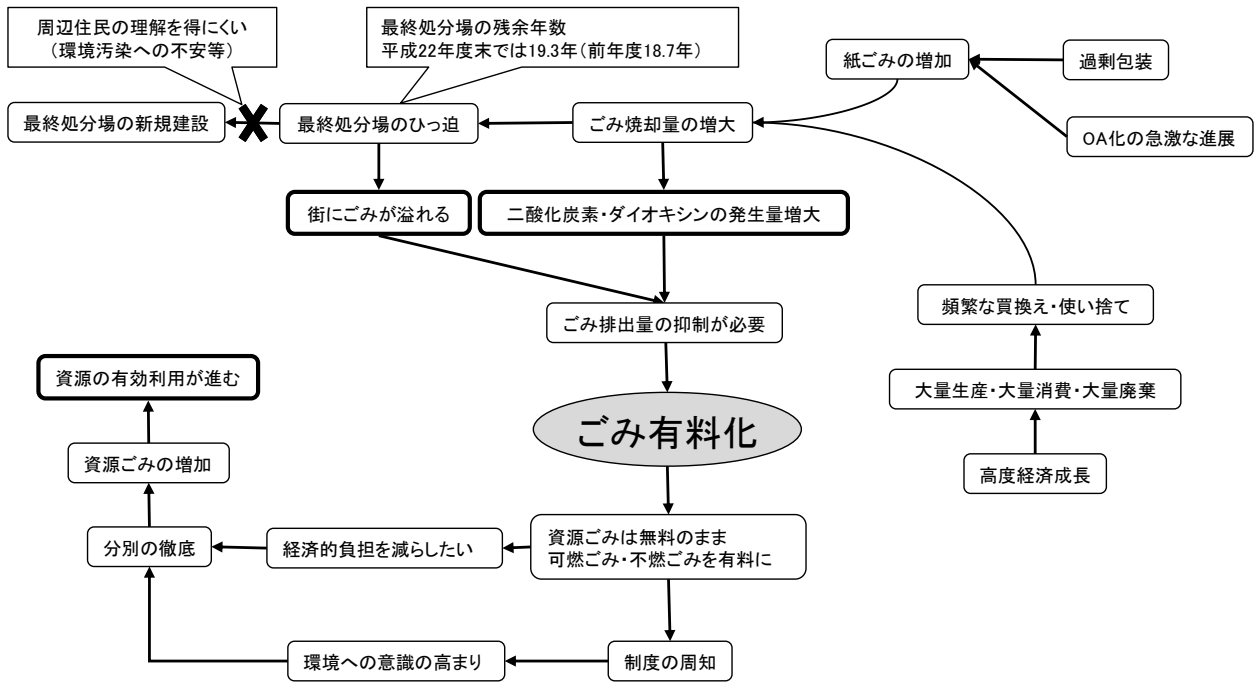 周辺住民の理解を得にくい
（環境汚染への不安等）
最終処分場の残余年数
平成22年度末では19.3年（前年度18.7年）
紙ごみの増加
過剰包装
最終処分場の新規建設
最終処分場のひっ迫
ごみ焼却量の増大
OA化の急激な進展
街にごみが溢れる
二酸化炭素・ダイオキシンの発生量増大
頻繁な買換え・使い捨て
ごみ排出量の抑制が必要
資源の有効利用が進む
大量生産・大量消費・大量廃棄
ごみ有料化
資源ごみの増加
高度経済成長
分別の徹底
経済的負担を減らしたい
資源ごみは無料のまま
可燃ごみ・不燃ごみを有料に
環境への意識の高まり
制度の周知